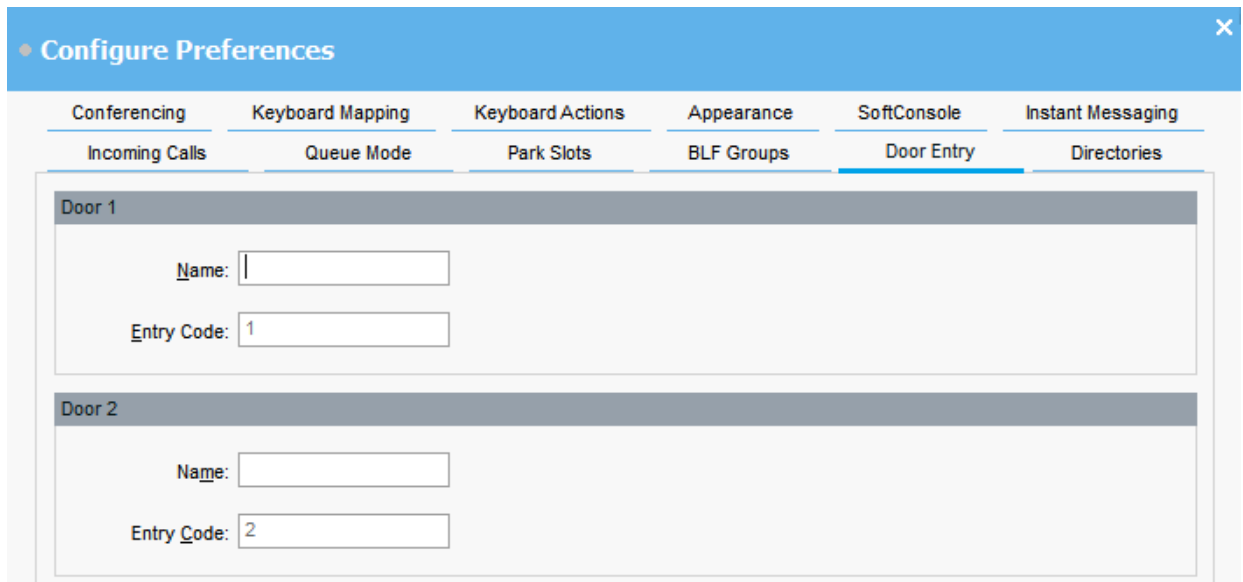 Configure Preferences
Conferencing Keyboard Mapping Keyboard Actions Appearance SoftConsole Instant Messaging
Incoming Calls Queue Mode Park Slots BLF Groups Door Entry Directories
Door 1
Name:
Entry Code: 1
Door 2
Name:
Entry Code: 2